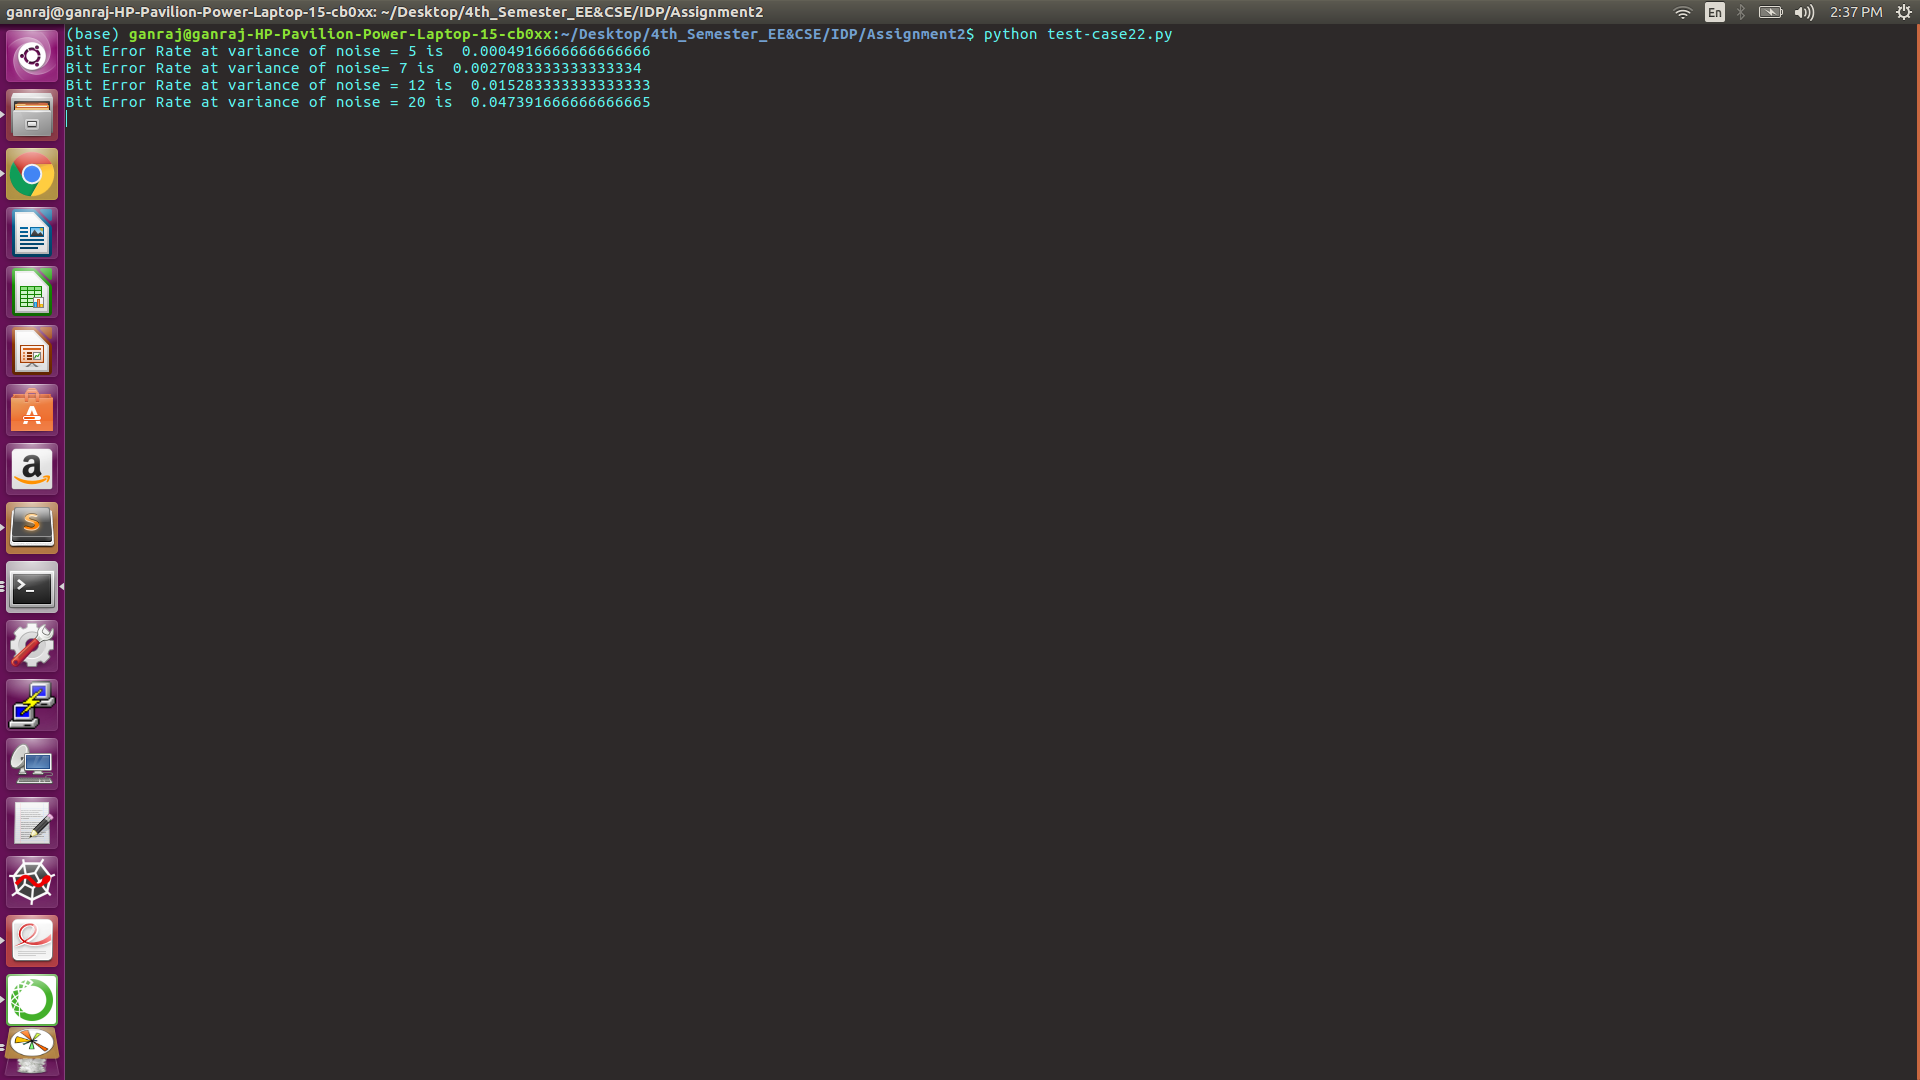 ganraj@ganraj-HP-Pavilion-Power-Laptop-15-cb0xx: ~/Desktop/4th_Semester_EE&CSE/IDP/Assignment2
En
2:37 PM
(base) ganraj@ganraj-HP-Pavilion-Power-Laptop-15-cb0xx:~/Desktop/4th_Semester_EE&CSE/IDP/Assignment2$ python test-case22.py
Bit Error Rate at variance of noise = 5 is  0.0004916666666666666
Bit Error Rate at variance of noise= 7 is  0.0027083333333333334
Bit Error Rate at variance of noise = 12 is  0.015283333333333333
Bit Error Rate at variance of noise = 20 is  0.047391666666666665